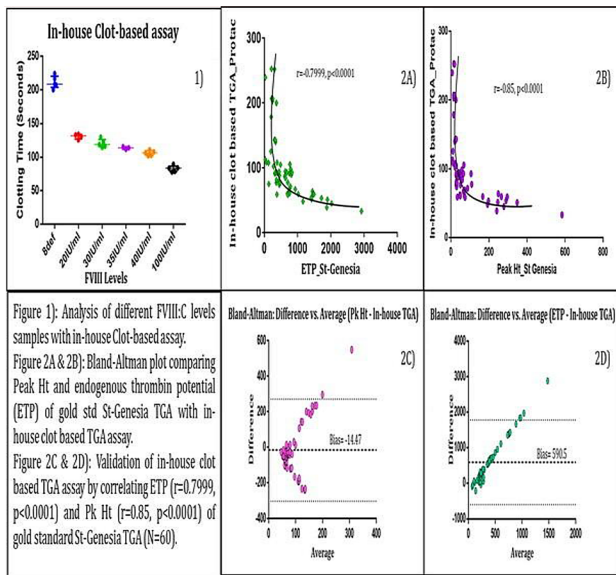 In-house Clot-based assay
1)
Clotting Time (Seconds)
250
200
150
100
50
0
8def
20IU/ml
30IU/ml
35IU/ml
40IU/ml
100IU/ml
FVIII Levels
2A)
In-house clot based TGA_Protac
r=-0.7999, p<0.0001
300
200
100
0
0 1000 2000 3000 4000
ETP_St-Genesia
2B)
In-house clot based TGA_Protac
r=-0.85, p<0.0001
300
200
100
0
0 200 400 600 800
Peak Ht_St Genesia
Figure 1): Analysis of different FVIII:C levels
samples with in-house Clot-based assay.
Figure 2A & 2B): Bland-Altman plot comparing
Peak Ht and endogenous thrombin potential
(ETP) of gold std St-Genesia TGA with in-
house clot based TGA assay.
Figure 2C & 2D): Validation of in-house clot
based TGA assay by correlating ETP (r=0.7999,
p<0.0001) and Pk Ht (r=0.85, p<0.0001) of
gold standard St-Genesia TGA (N=60).
Bland-Altman: Difference vs. Average (Pk Ht - In-house TGA)
2C)
Difference
600
400
200
0
-200
-400
Bias= -14.47
0 100 200 300 400
Average
Bland-Altman: Difference vs. Average (ETP - In-house TGA)
2D)
Difference
4000
3000
2000
1000
0
-1000
Bias= 590.5
0 500 1000 1500 2000
Average